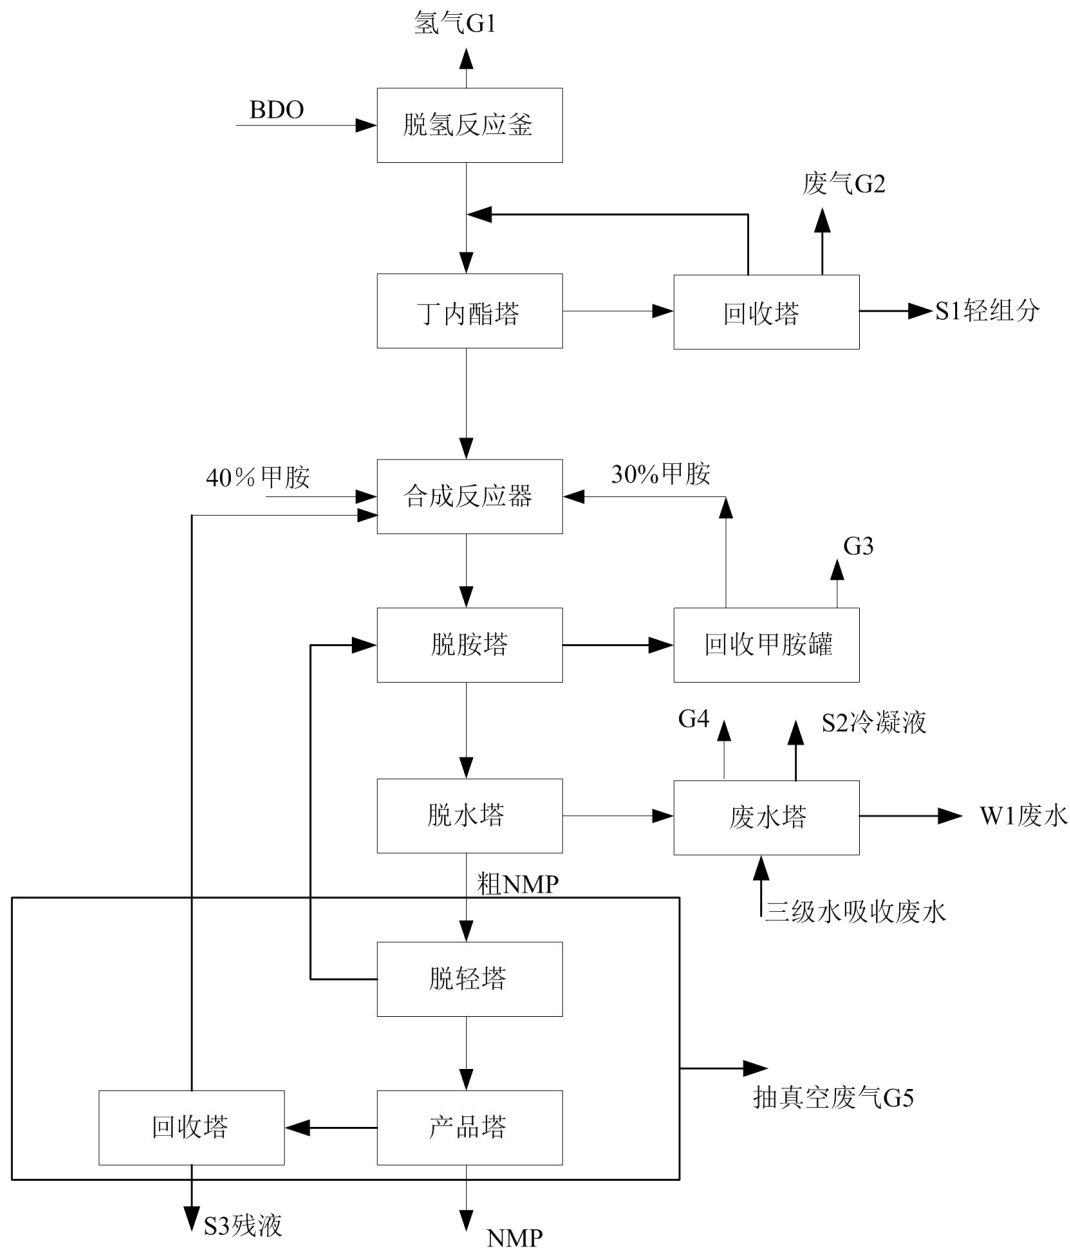 氢气G1
BDO
脱氢反应釜
废气G2
丁内酯塔
回收塔
S1轻组分
40%甲胺
合成反应器
30%甲胺
G3
脱胺塔
回收甲胺罐
G4
S2冷凝液
脱水塔
废水塔
W1废水
粗NMP
三级水吸收废水
脱轻塔
抽真空废气G5
回收塔
产品塔
S3残液
NMP